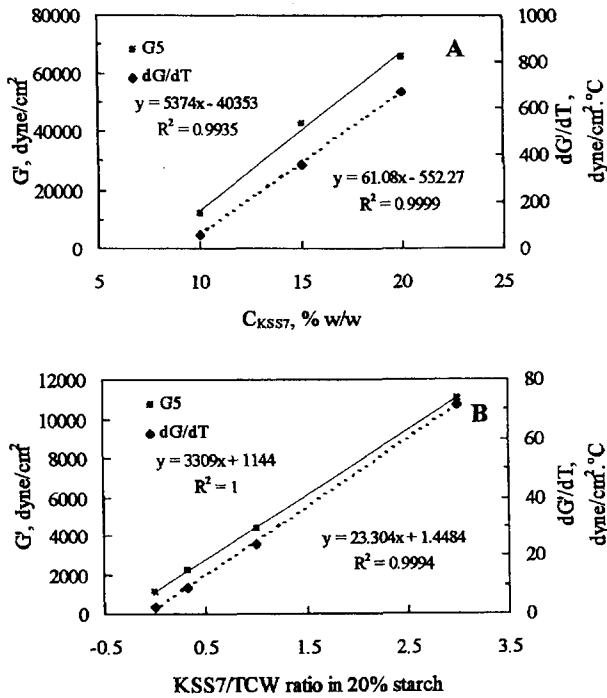 80000
60000
40000
20000
0
G', dyne/cm²
1000
800
600
400
200
0
dG'/dT,
dyne/cm².°C
A
G5
dG/dT
y = 5374x - 40353
R² = 0.9935
y = 61.08x - 552.27
R² = 0.9999
5 10 15 20 25
C_KSS7, % w/w
12000
10000
8000
6000
4000
2000
0
G', dyne/cm²
80
60
40
20
0
dG'/dT,
dyne/cm².°C
B
G5
dG/dT
y = 3309x + 1144
R² = 1
y = 23.304x + 1.4484
R² = 0.9994
-0.5 0.5 1.5 2.5 3.5
KSS7/TCW ratio in 20% starch